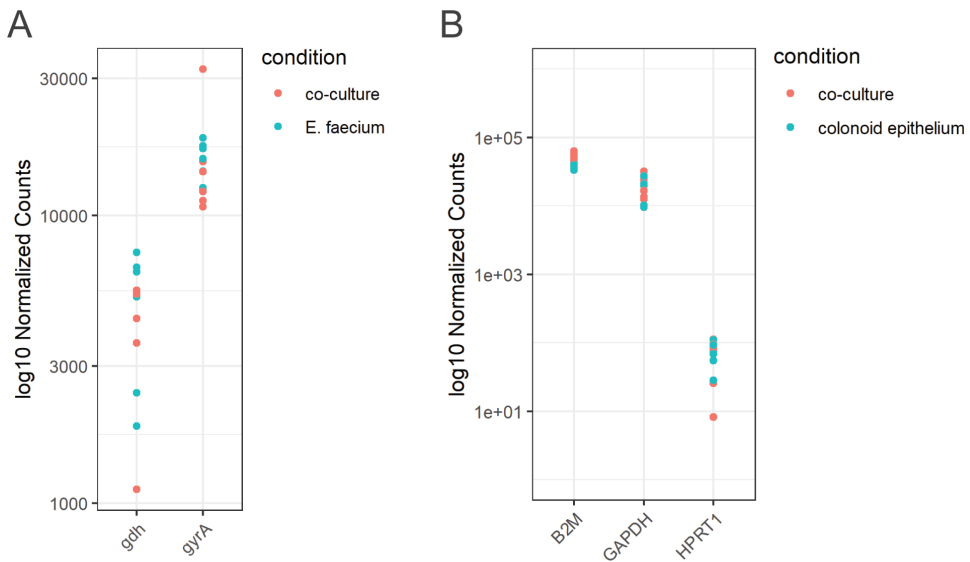 A
log10 Normalized Counts
30000
10000
3000
1000
gdh
gyrA
condition
co-culture
E. faecium
B
log10 Normalized Counts
1e+05
1e+03
1e+01
B2M
GAPDH
HPRT1
condition
co-culture
colonoid epithelium